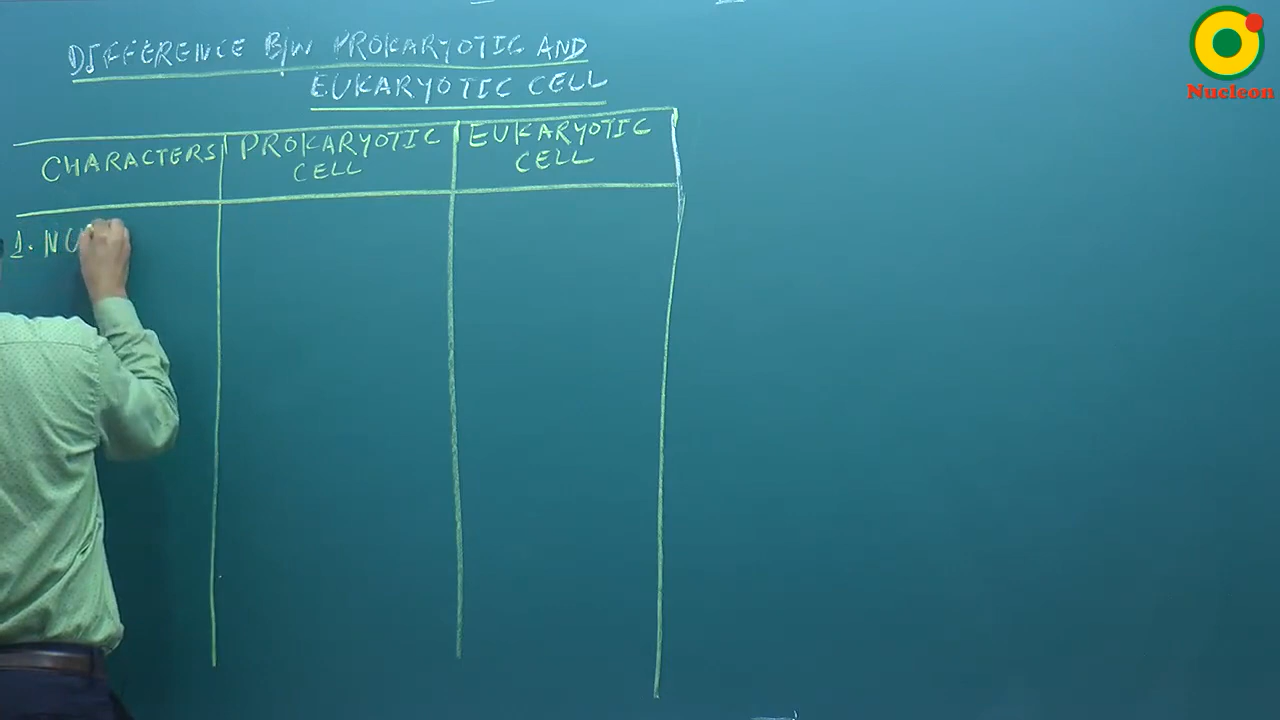 DIFFERENCE B/W PROKARYOTIC AND
EUKARYOTIC CELL
CHARACTERS PROKARYOTIC CELL EUKARYOTIC CELL
1. NU
Nucleon